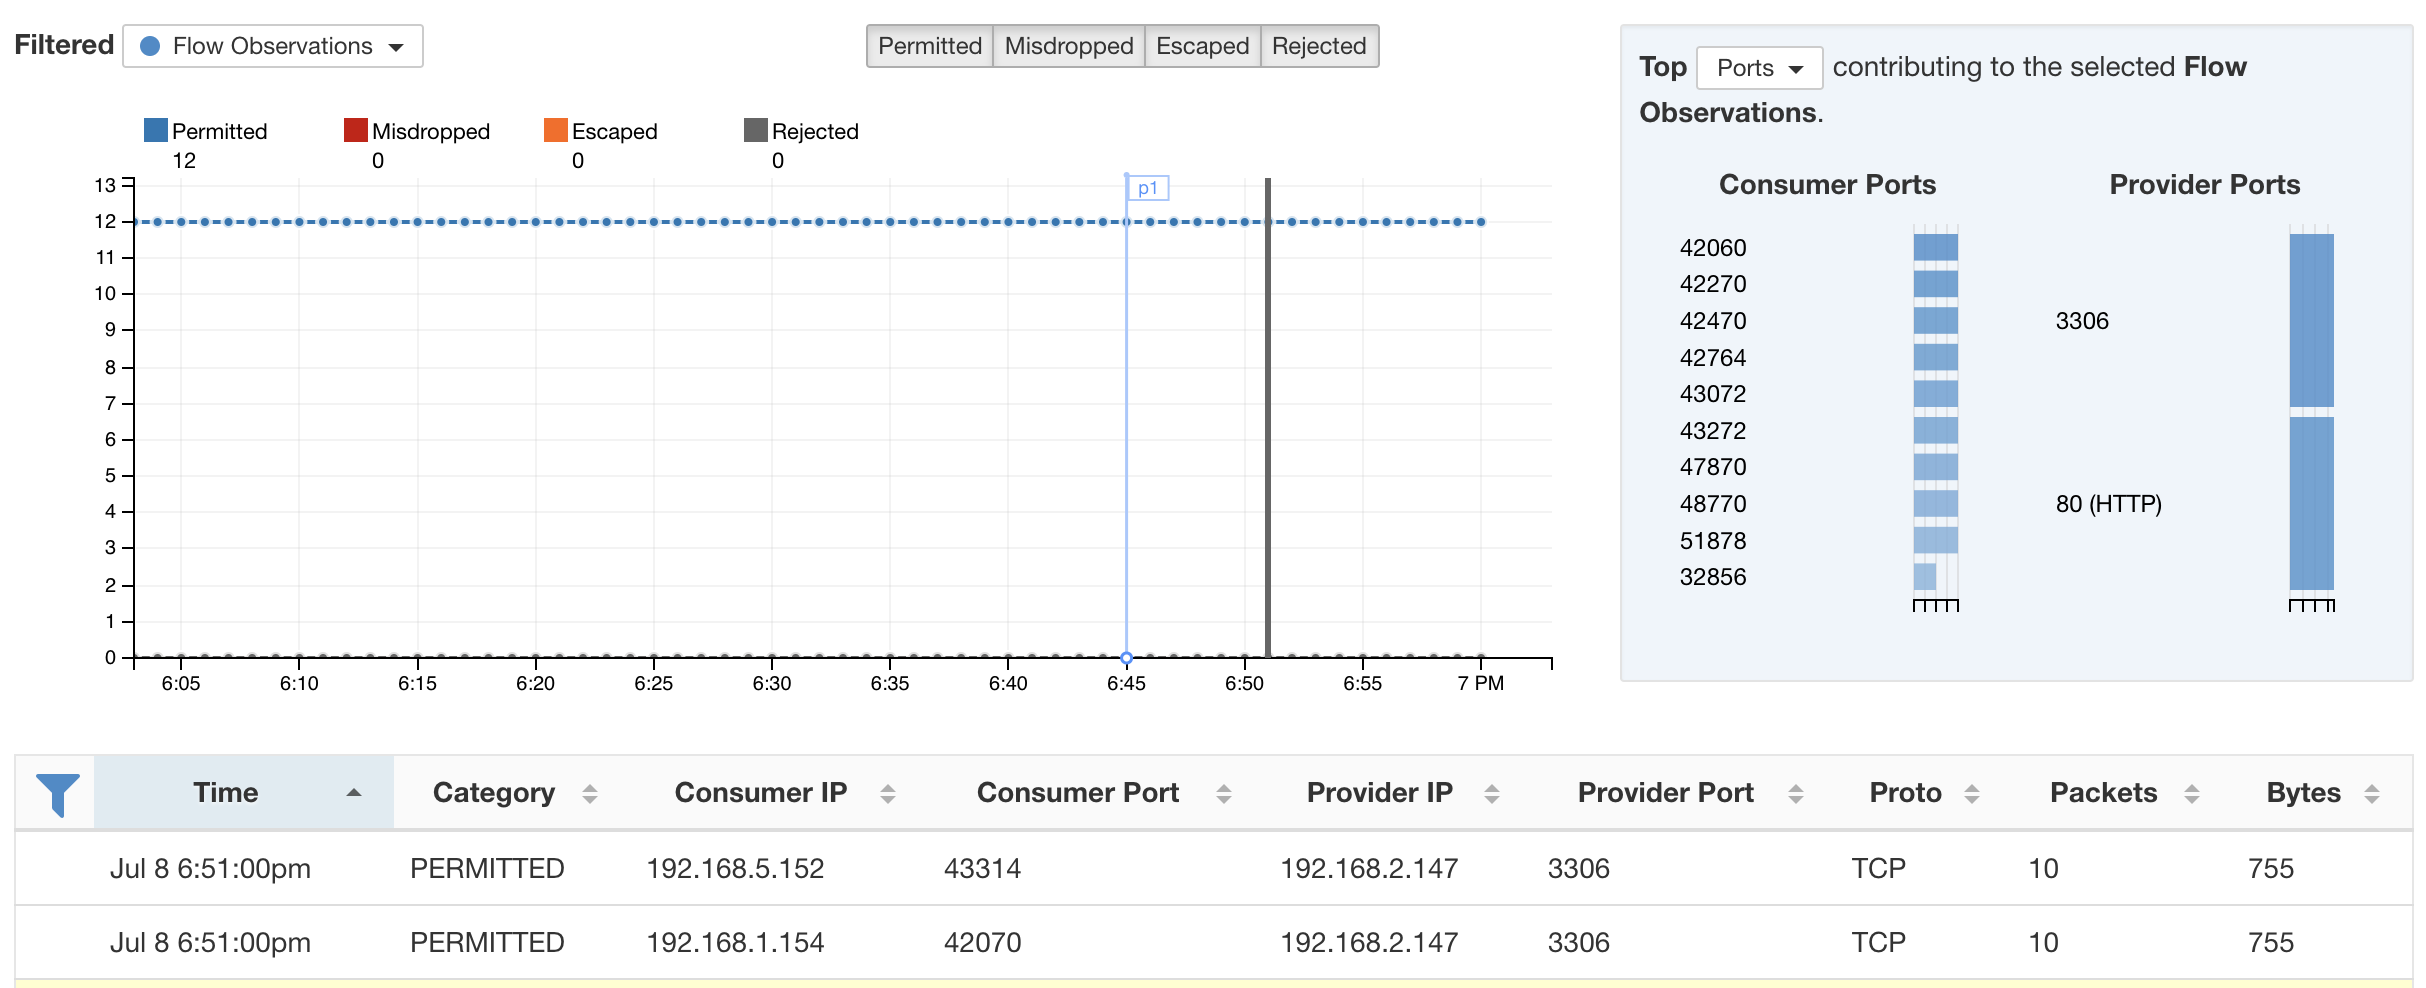 Filtered Flow Observations
Permitted Misdropped Escaped Rejected
Permitted Misdropped Escaped Rejected
12 0 0 0
13
12
11
10
9
8
7
6
5
4
3
2
1
0
p1
6:05 6:10 6:15 6:20 6:25 6:30 6:35 6:40 6:45 6:50 6:55 7 PM
Top Ports contributing to the selected Flow
Observations.
Consumer Ports
42060
42270
42470
42764
43072
43272
47870
48770
51878
32856
Provider Ports
3306
80 (HTTP)
Time Category Consumer IP Consumer Port Provider IP Provider Port Proto Packets Bytes
Jul 8 6:51:00pm PERMITTED 192.168.5.152 43314 192.168.2.147 3306 TCP 10 755
Jul 8 6:51:00pm PERMITTED 192.168.1.154 42070 192.168.2.147 3306 TCP 10 755